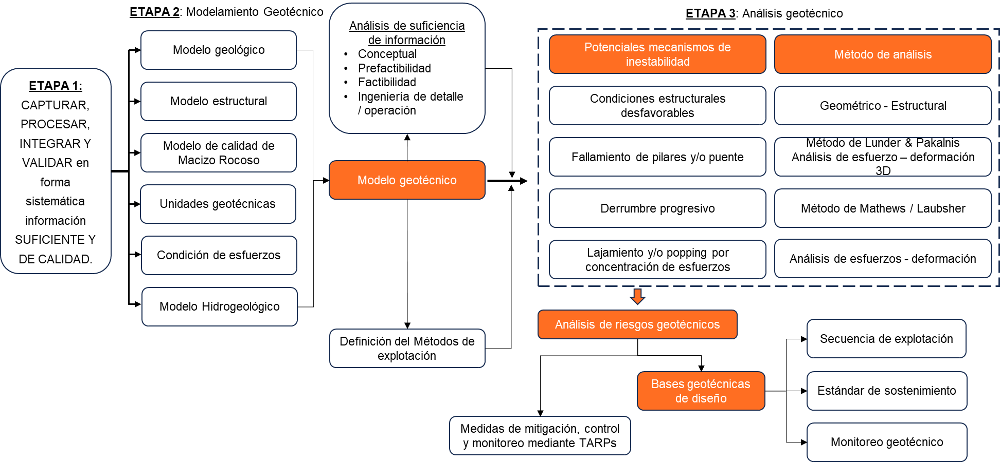 ETAPA 1:
CAPTURAR,
PROCESAR,
INTEGRAR Y
VALIDAR en
forma
sistemática
información
SUFICIENTE Y
DE CALIDAD.
ETAPA 2: Modelamiento Geotécnico
Modelo geológico
Modelo estructural
Modelo de calidad de
Macizo Rocoso
Unidades geotécnicas
Condición de esfuerzos
Modelo Hidrogeológico
Análisis de suficiencia
de información
• Conceptual
• Prefactibilidad
• Factibilidad
• Ingeniería de detalle
/ operación
Modelo geotécnico
Definición del Métodos de
explotación
ETAPA 3: Análisis geotécnico
Potenciales mecanismos de
inestabilidad
Método de análisis
Condiciones estructurales
desfavorables
Geométrico - Estructural
Fallamiento de pilares y/o puente
Método de Lunder & Pakalnis
Análisis de esfuerzo – deformación
3D
Derrumbre progresivo
Método de Mathews / Laubsher
Lajamiento y/o popping por
concentración de esfuerzos
Análisis de esfuerzos - deformación
Análisis de riesgos geotécnicos
Medidas de mitigación, control
y monitoreo mediante TARPs
Bases geotécnicas
de diseño
Secuencia de explotación
Estándar de sostenimiento
Monitoreo geotécnico